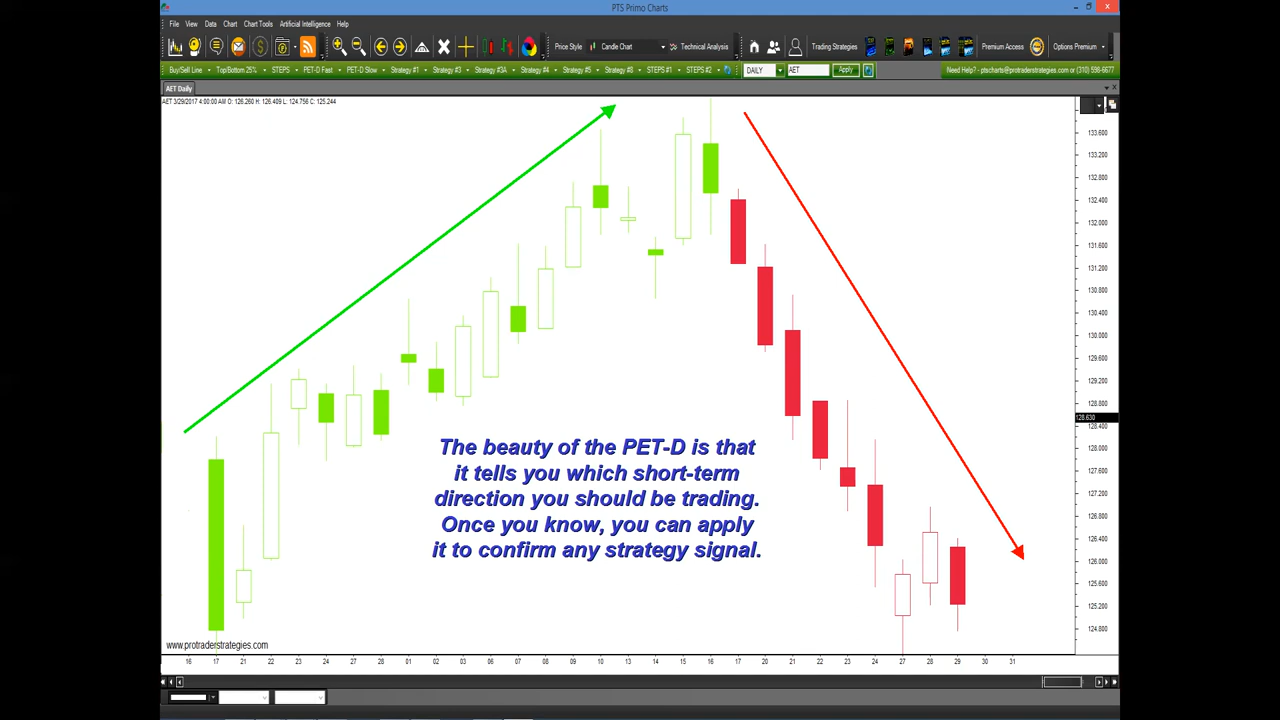 PTS Primo Charts
File View Data Chart Chart Tools Artificial Intelligence Help
Price Style Candle Chart Technical Analysis Trading Strategies Premium Access Options Premium
Buy/Sell Line Top/Bottom 25% STEPS PET-D Fast PET-D Slow Strategy #1 Strategy #3 Strategy #3A Strategy #4 Strategy #5 Strategy #8 STEPS #1 STEPS #2 DAILY AET Apply Need Help? - ptscharts@protraderstrategies.com or (310) 598-6677
AET Daily
AET 3/29/2017 4:00:00 AM O: 126.260 H: 126.409 L: 124.756 C: 125.244
133.600
133.200
132.800
132.400
132.000
131.600
131.200
130.800
130.400
130.000
129.600
129.200
128.800
128.630
128.400
128.000
127.600
127.200
126.800
126.400
126.000
125.600
125.200
124.800
The beauty of the PET-D is that
it tells you which short-term
direction you should be trading.
Once you know, you can apply
it to confirm any strategy signal.
www.protraderstrategies.com
16 17 21 22 23 24 27 28 01 02 03 06 07 08 09 10 13 14 15 16 17 20 21 22 23 24 27 28 29 30 31